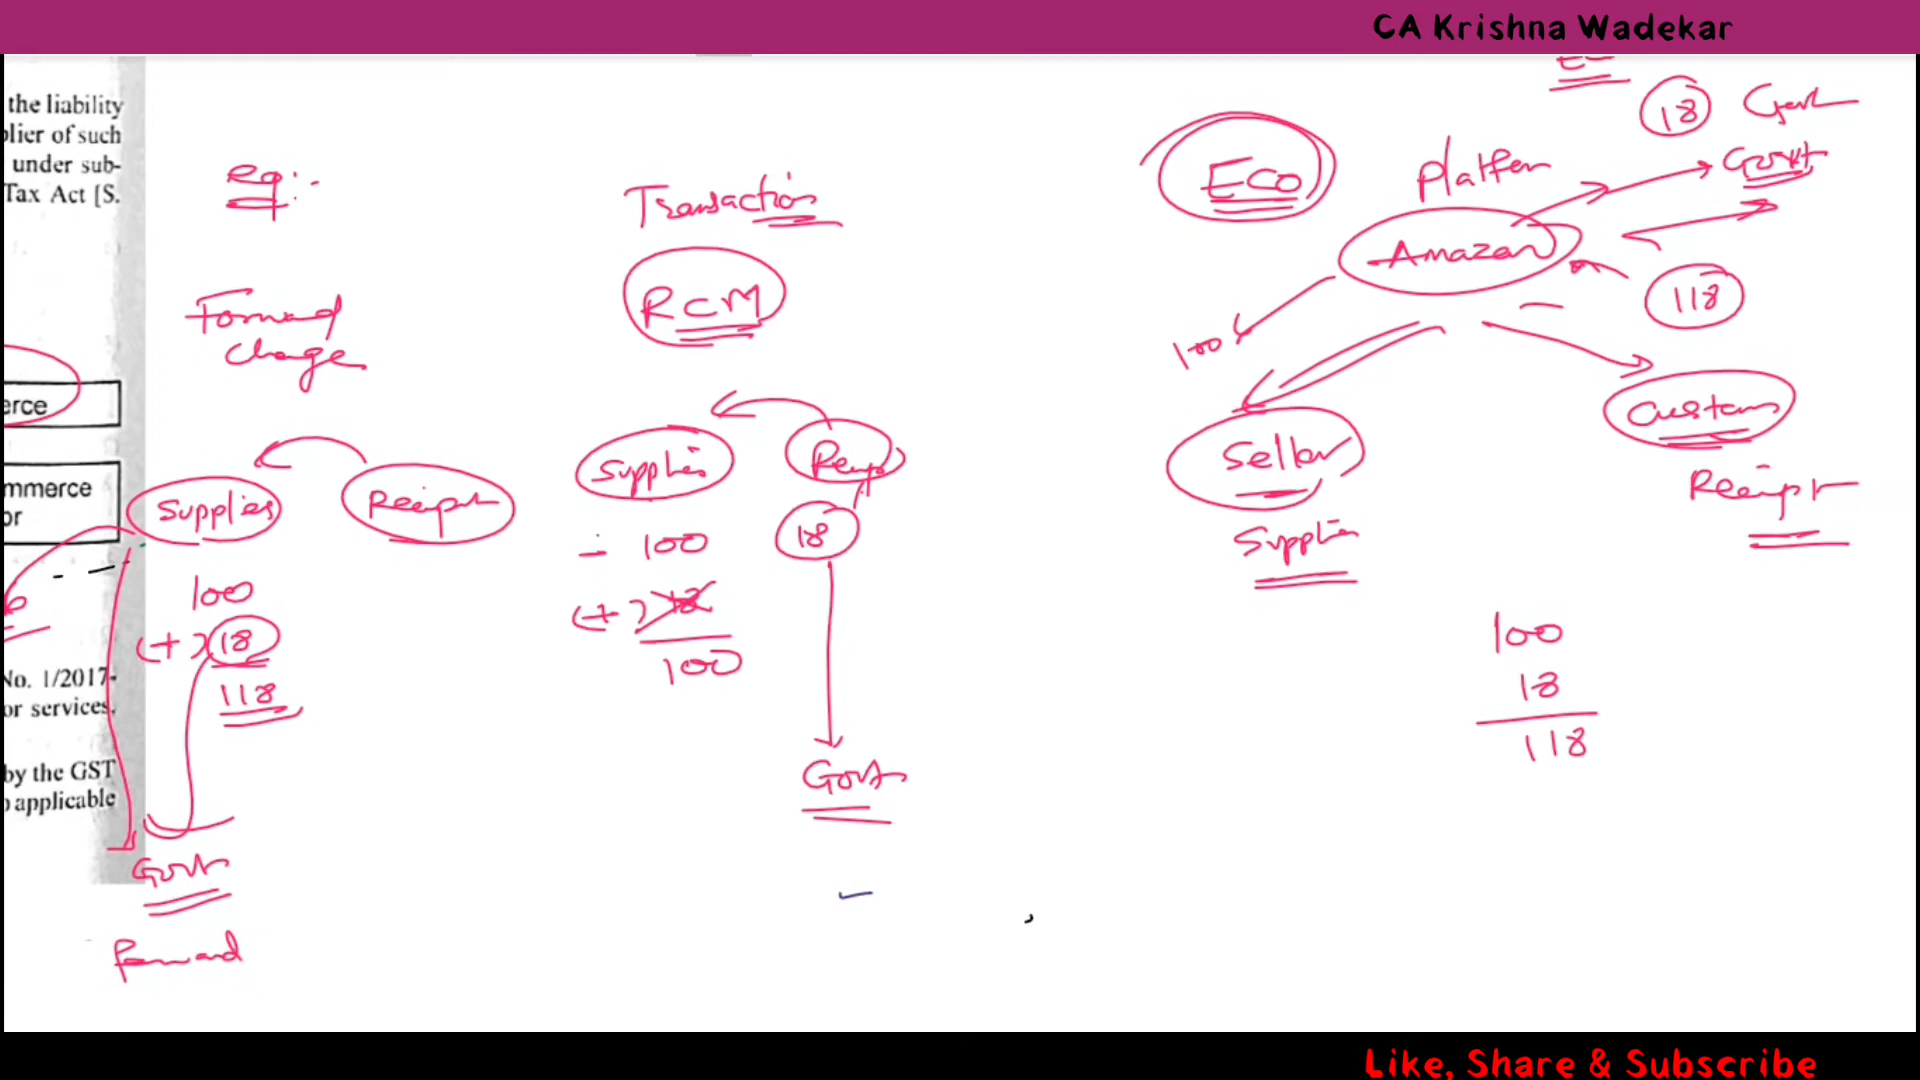 CA Krishna Wadekar
the liability
plier of such
under sub-
Tax Act [S.
erce
mmerce
or
No. 1/2017-
or services,
by the GST
applicable
eg:-
Forward
charge
Supplier
Recipient
100
(+) 18
118
Govt
Forward
Transaction
RCM
Supplier
Recip
- 100
18
(+) 18
100
Govt
ECO
Platform
18 Govt
Govt
Amazon
118
100
Seller
Customer
Supplier
Recipient
100
18
118
Like, Share & Subscribe